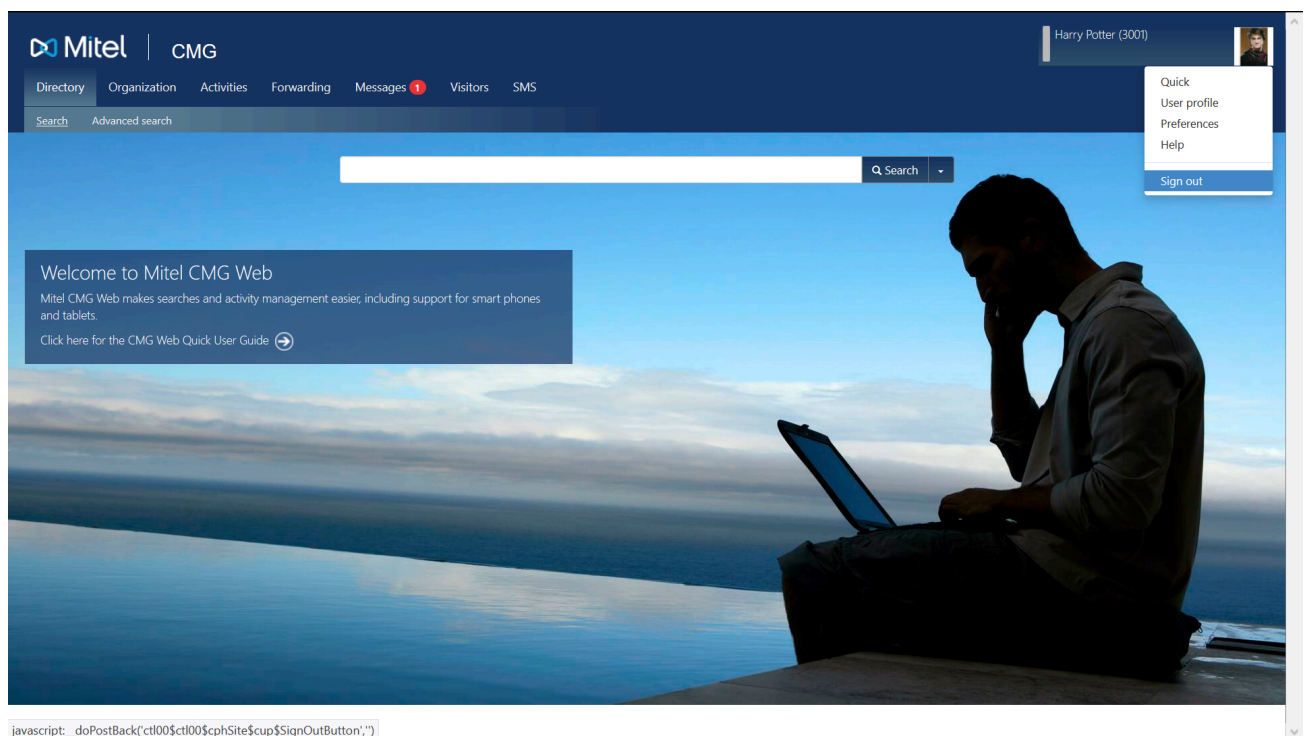 Mitel | CMG
Harry Potter (3001)
Directory Organization Activities Forwarding Messages 1 Visitors SMS
Search Advanced search
Quick
User profile
Preferences
Help
Sign out
Search
Welcome to Mitel CMG Web
Mitel CMG Web makes searches and activity management easier, including support for smart phones
and tablets.
Click here for the CMG Web Quick User Guide
javascript:__doPostBack('ctl00$ctl00$cphSite$cup$SignOutButton','')